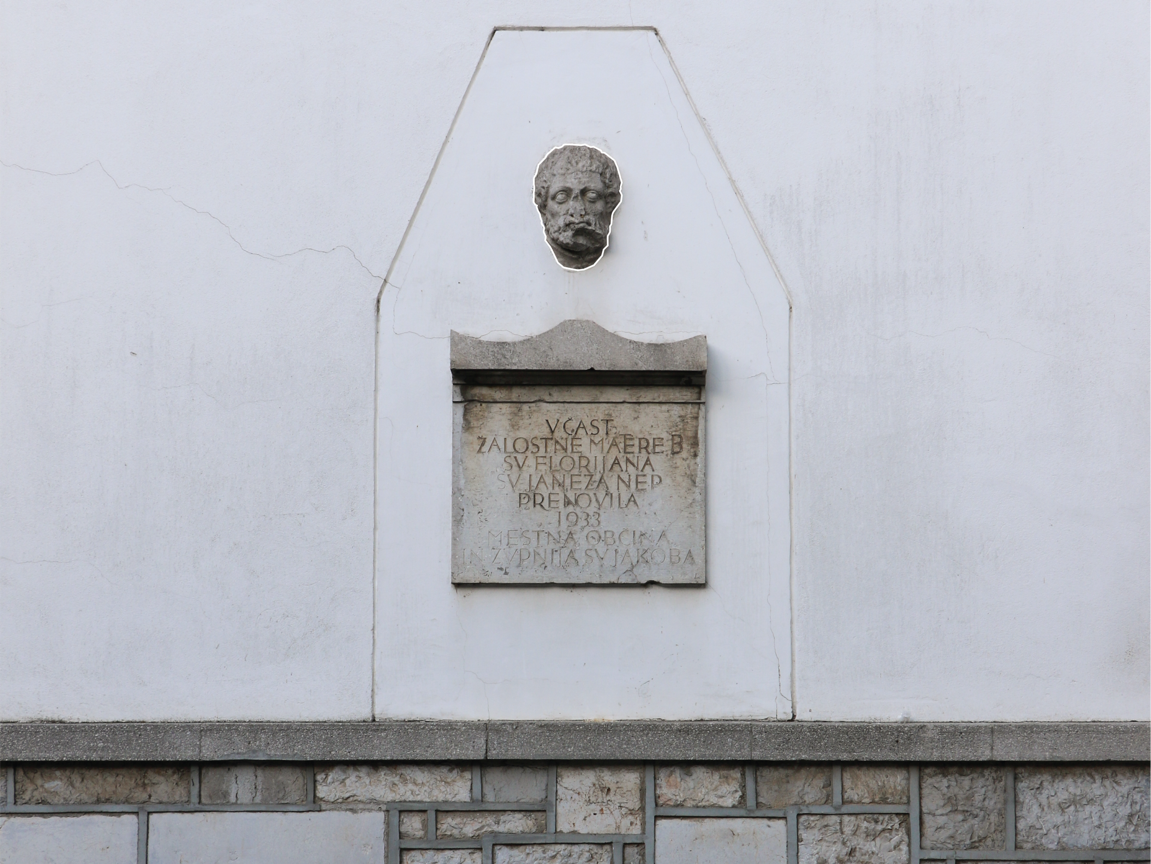 V ČAST
ŽALOSTNE MATERE B
SV FLORIJANA
SV JANEZA NEP
PRENOVILA
1933
MESTNA OBČINA
IN ŽUPNIJA SV JAKOBA